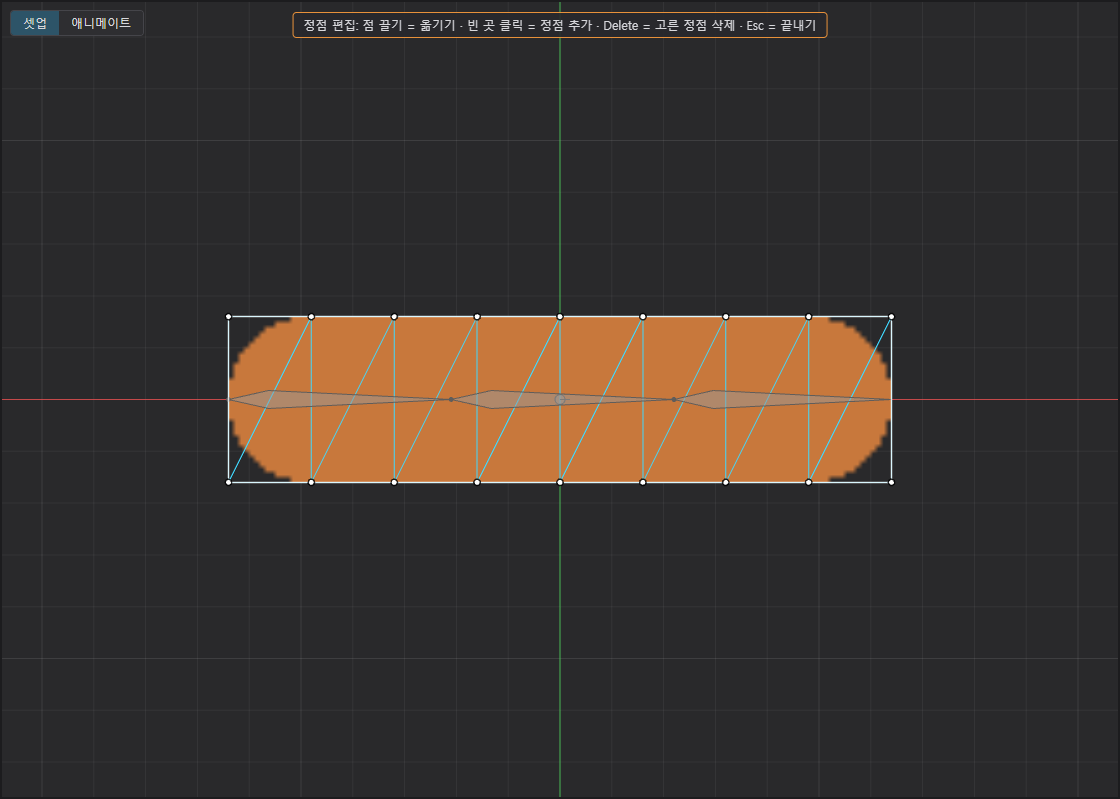 셋업 애니메이트
정점 편집: 점 끌기 = 옮기기 · 빈 곳 클릭 = 정점 추가 · Delete = 고른 정점 삭제 · Esc = 끝내기